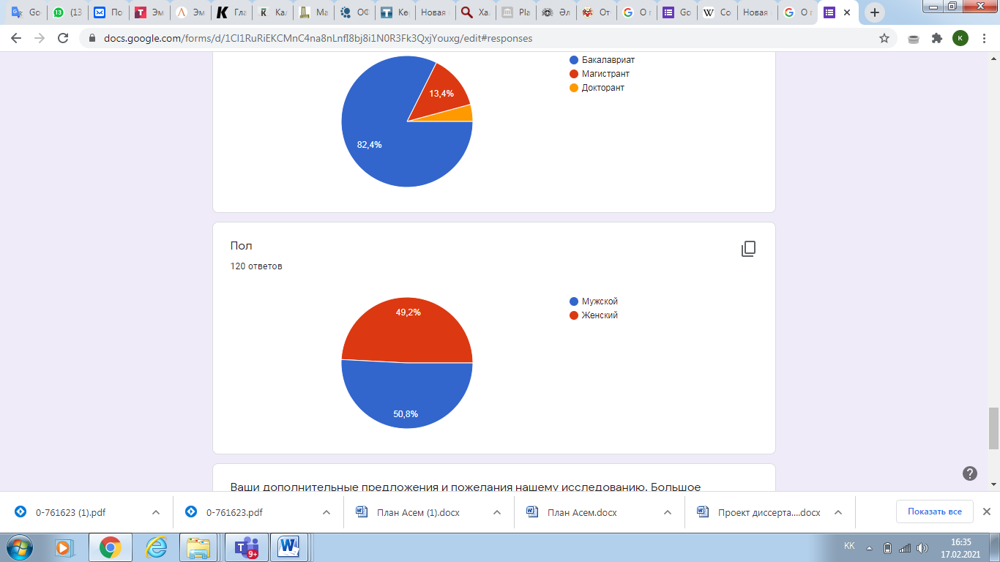 Go
(13
По
Эм
Эм
Гла
Ка
Ма
ОФ
Ке
Новая
Ха
Pla
Әл
От
О г
Go
Co
Новая
О г
docs.google.com/forms/d/1Cl1RuRiEKCMnC4na8nLnfI8bj8i1N0R3Fk3QxjYouxg/edit#responses
K
Бакалавриат
Магистрант
Докторант
13,4%
82,4%
Пол
120 ответов
Мужской
Женский
49,2%
50,8%
Ваши дополнительные предложения и пожелания нашему исследованию. Большое
0-761623 (1).pdf
0-761623.pdf
План Асем (1).docx
План Асем.docx
Проект диссерта....docx
Показать все
9+
KK
16:35
17.02.2021